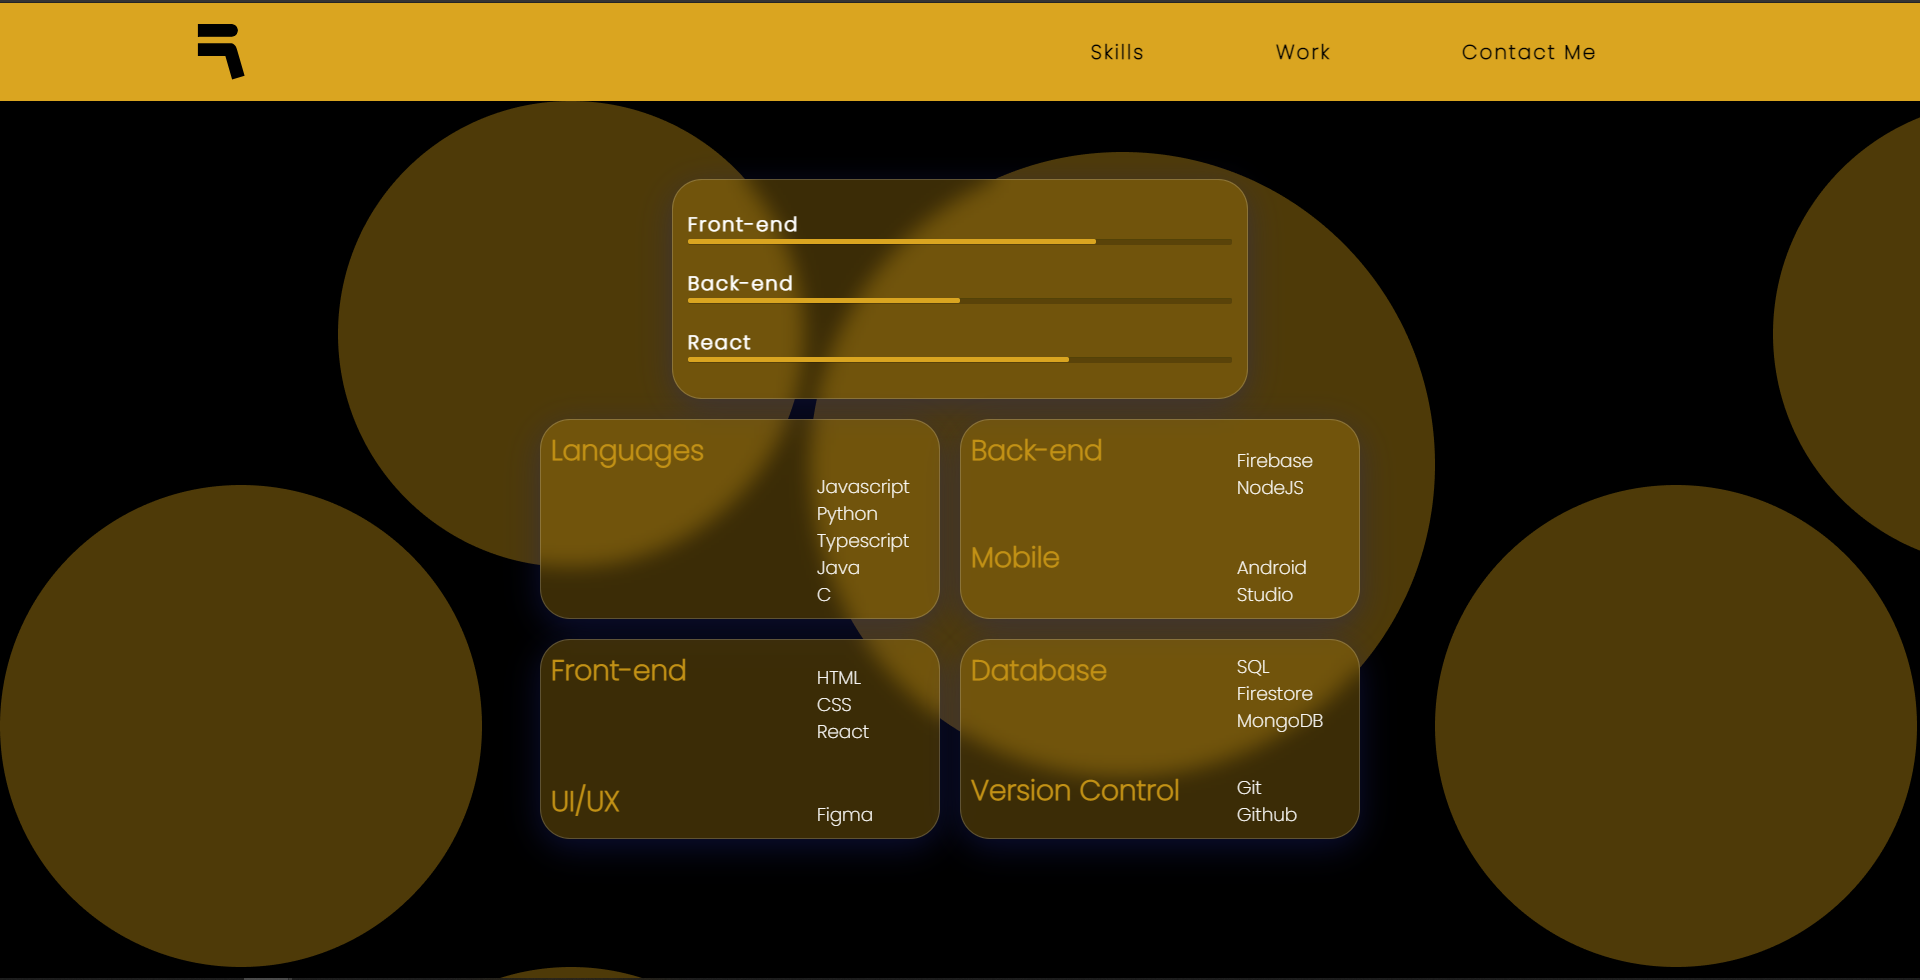 Skills Work Contact Me
Front-end
Back-end
React
Languages
Javascript
Python
Typescript
Java
C
Back-end
Firebase
NodeJS
Mobile
Android
Studio
Front-end
HTML
CSS
React
UI/UX
Figma
Database
SQL
Firestore
MongoDB
Version Control
Git
Github